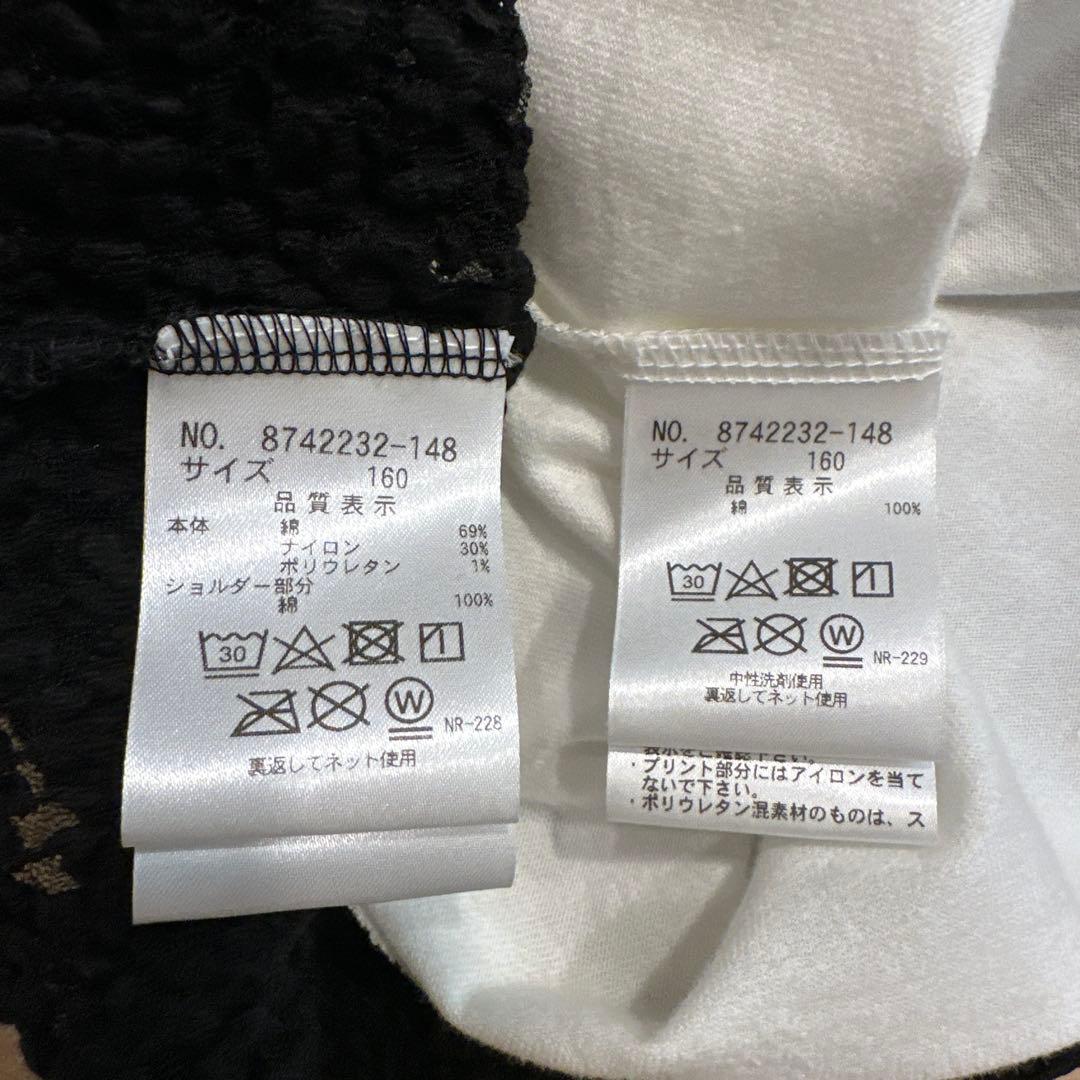 NO. 8742232-148
サイズ 160
品質表示
本体 綿 69%
ナイロン 30%
ポリウレタン 1%
ショルダー部分
綿 100%
30
W NR-228
裏返してネット使用
NO. 8742232-148
サイズ 160
品質表示
綿 100%
30
W NR-229
中性洗剤使用
裏返してネット使用
・プリント部分にはアイロンを当て
ないで下さい。
・ポリウレタン混素材のものは、ス